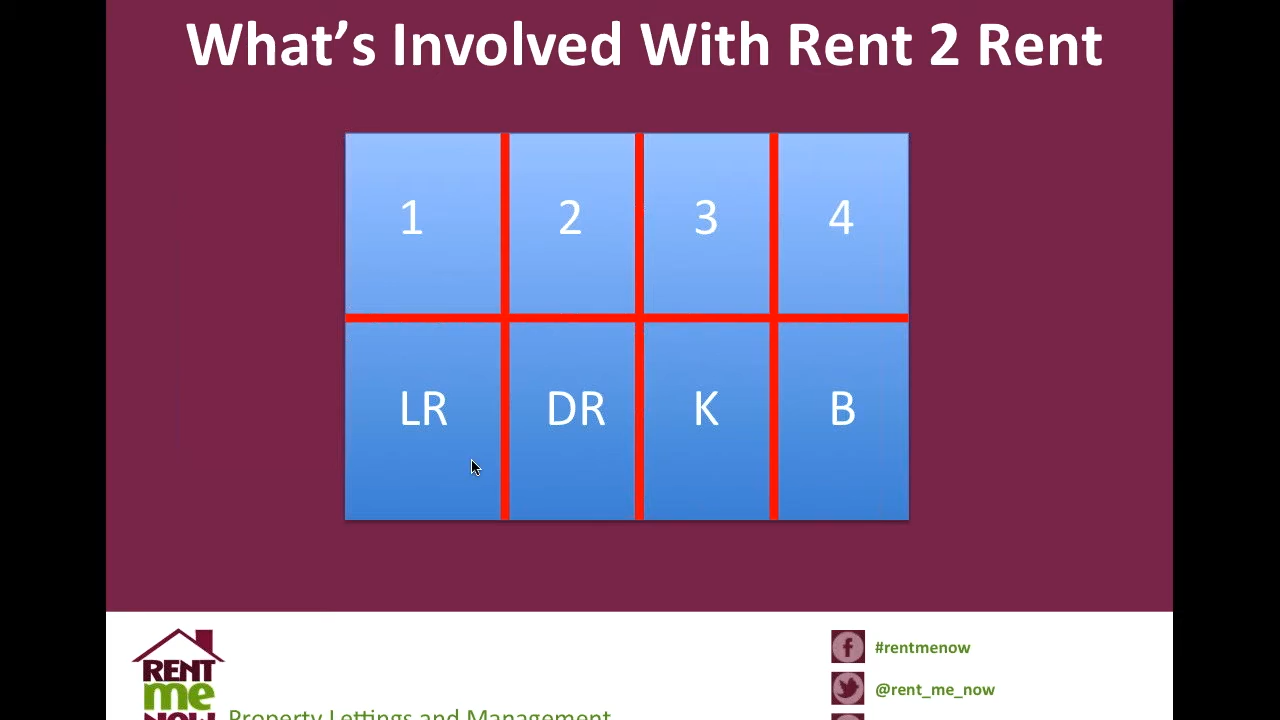 What's Involved With Rent 2 Rent
1 2 3 4
LR DR K B
RENT
me
NOW
Property Lettings and Management
#rentmenow
@rent_me_now